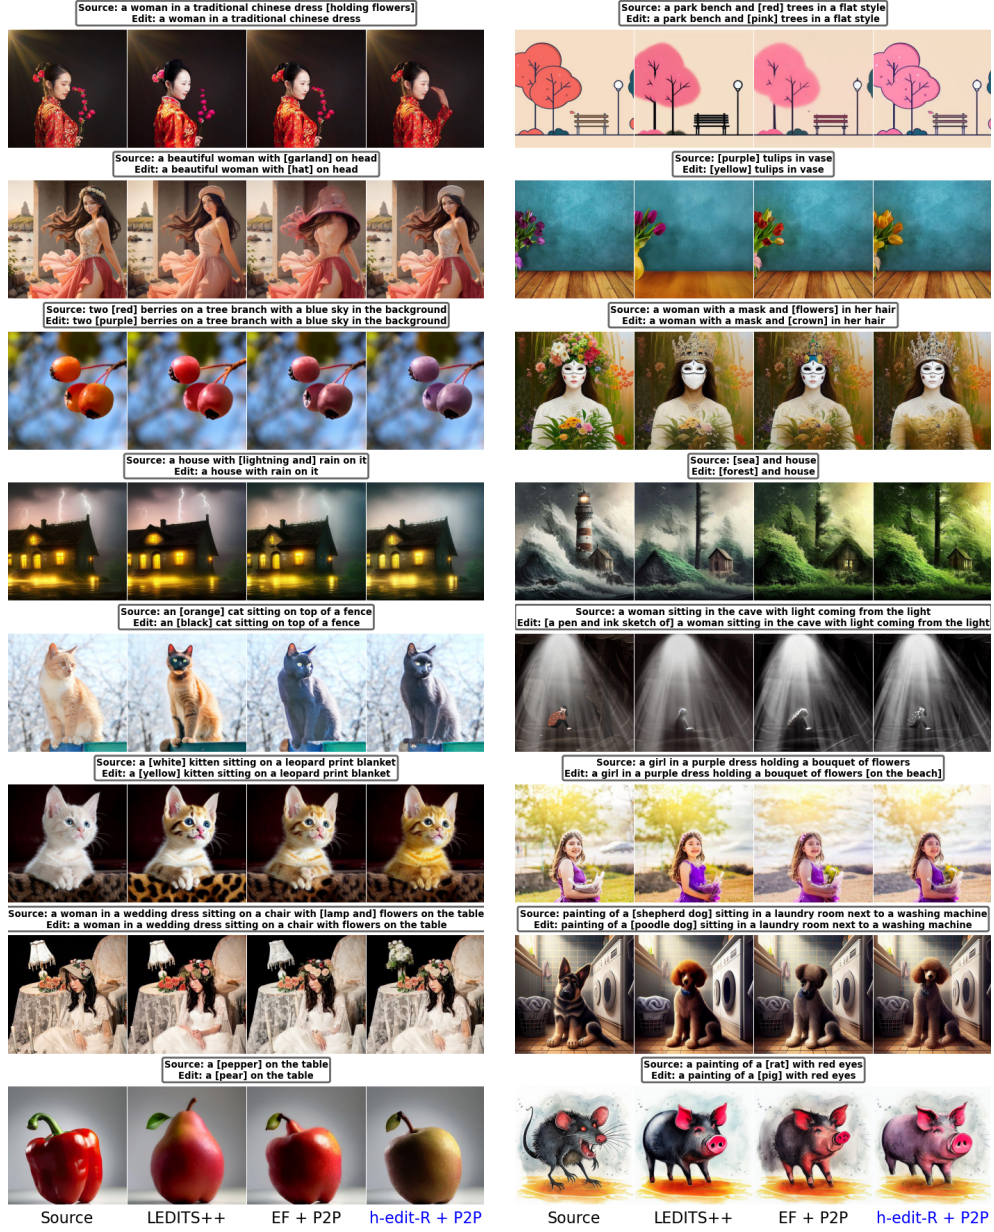 Source: a woman in a traditional chinese dress [holding flowers]
Edit: a woman in a traditional chinese dress
Source: a park bench and [red] trees in a flat style
Edit: a park bench and [pink] trees in a flat style
Source: a beautiful woman with [garland] on head
Edit: a beautiful woman with [hat] on head
Source: [purple] tulips in vase
Edit: [yellow] tulips in vase
Source: two [red] berries on a tree branch with a blue sky in the background
Edit: two [purple] berries on a tree branch with a blue sky in the background
Source: a woman with a mask and [flowers] in her hair
Edit: a woman with a mask and [crown] in her hair
Source: a house with [lightning and] rain on it
Edit: a house with rain on it
Source: [sea] and house
Edit: [forest] and house
Source: an [orange] cat sitting on top of a fence
Edit: an [black] cat sitting on top of a fence
Source: a woman sitting in the cave with light coming from the light
Edit: [a pen and ink sketch of] a woman sitting in the cave with light coming from the light
Source: a [white] kitten sitting on a leopard print blanket
Edit: a [yellow] kitten sitting on a leopard print blanket
Source: a girl in a purple dress holding a bouquet of flowers
Edit: a girl in a purple dress holding a bouquet of flowers [on the beach]
Source: a woman in a wedding dress sitting on a chair with [lamp and] flowers on the table
Edit: a woman in a wedding dress sitting on a chair with flowers on the table
Source: painting of a [shepherd dog] sitting in a laundry room next to a washing machine
Edit: painting of a [poodle dog] sitting in a laundry room next to a washing machine
Source: a [pepper] on the table
Edit: a [pear] on the table
Source: a painting of a [rat] with red eyes
Edit: a painting of a [pig] with red eyes
Source LEDITS++ EF + P2P h-edit-R + P2P
Source LEDITS++ EF + P2P h-edit-R + P2P